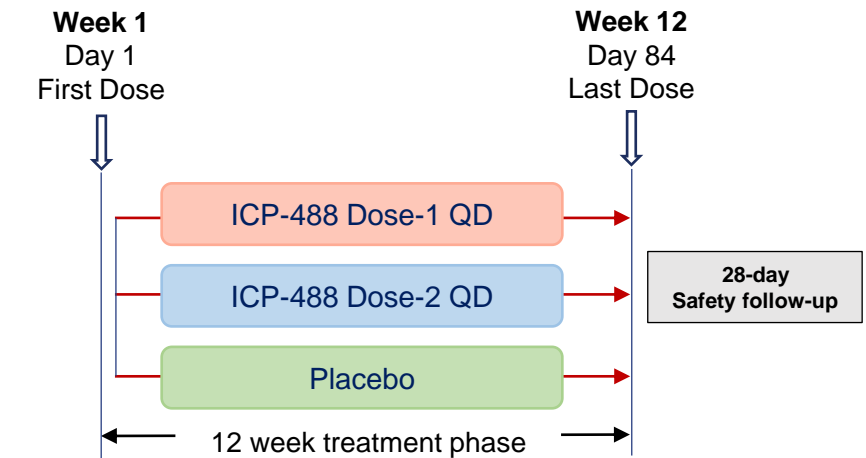 Week 1
Day 1
First Dose
Week 12
Day 84
Last Dose
ICP-488 Dose-1 QD
ICP-488 Dose-2 QD
Placebo
28-day
Safety follow-up
12 week treatment phase